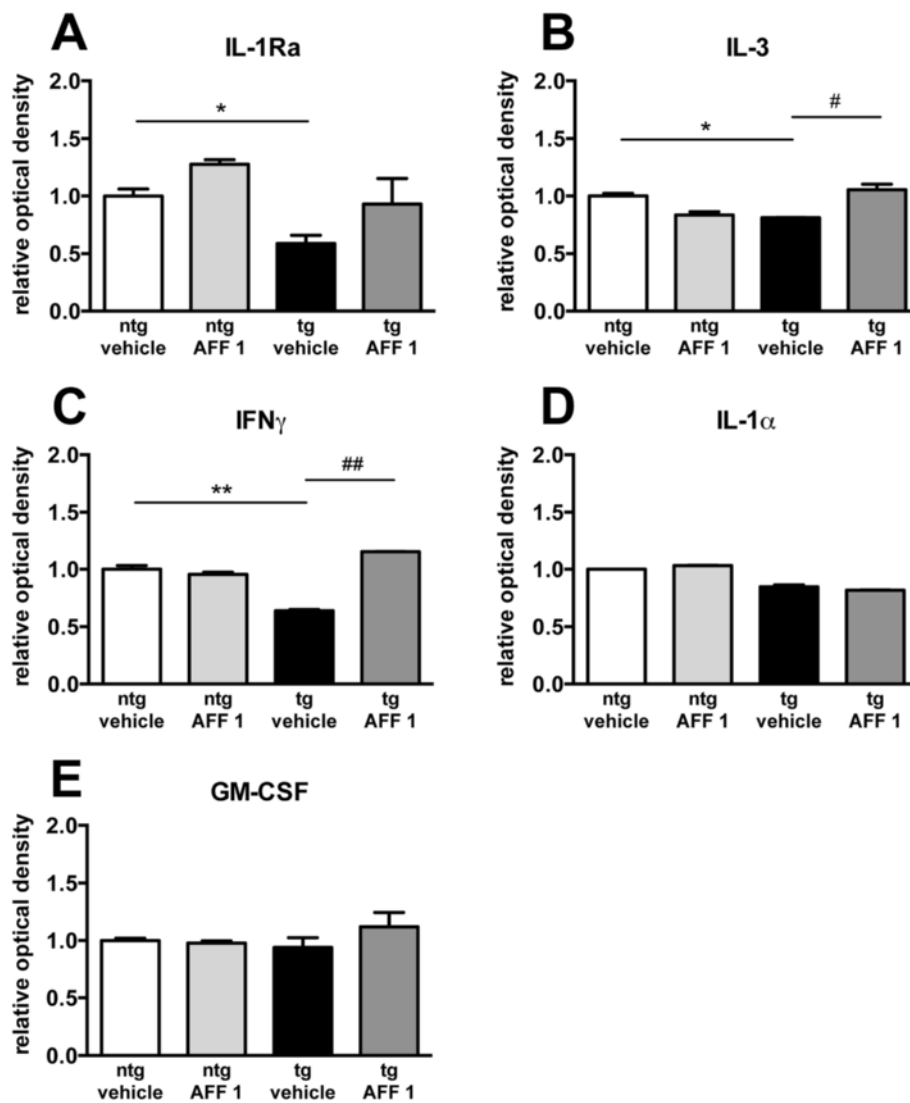 A
IL-1Ra
relative optical density
2.0
1.5
1.0
0.5
0.0
*
ntg
vehicle
ntg
AFF 1
tg
vehicle
tg
AFF 1
B
IL-3
relative optical density
2.0
1.5
1.0
0.5
0.0
*
#
ntg
vehicle
ntg
AFF 1
tg
vehicle
tg
AFF 1
C
IFNγ
relative optical density
2.0
1.5
1.0
0.5
0.0
**
##
ntg
vehicle
ntg
AFF 1
tg
vehicle
tg
AFF 1
D
IL-1α
relative optical density
2.0
1.5
1.0
0.5
0.0
ntg
vehicle
ntg
AFF 1
tg
vehicle
tg
AFF 1
E
GM-CSF
relative optical density
2.0
1.5
1.0
0.5
0.0
ntg
vehicle
ntg
AFF 1
tg
vehicle
tg
AFF 1